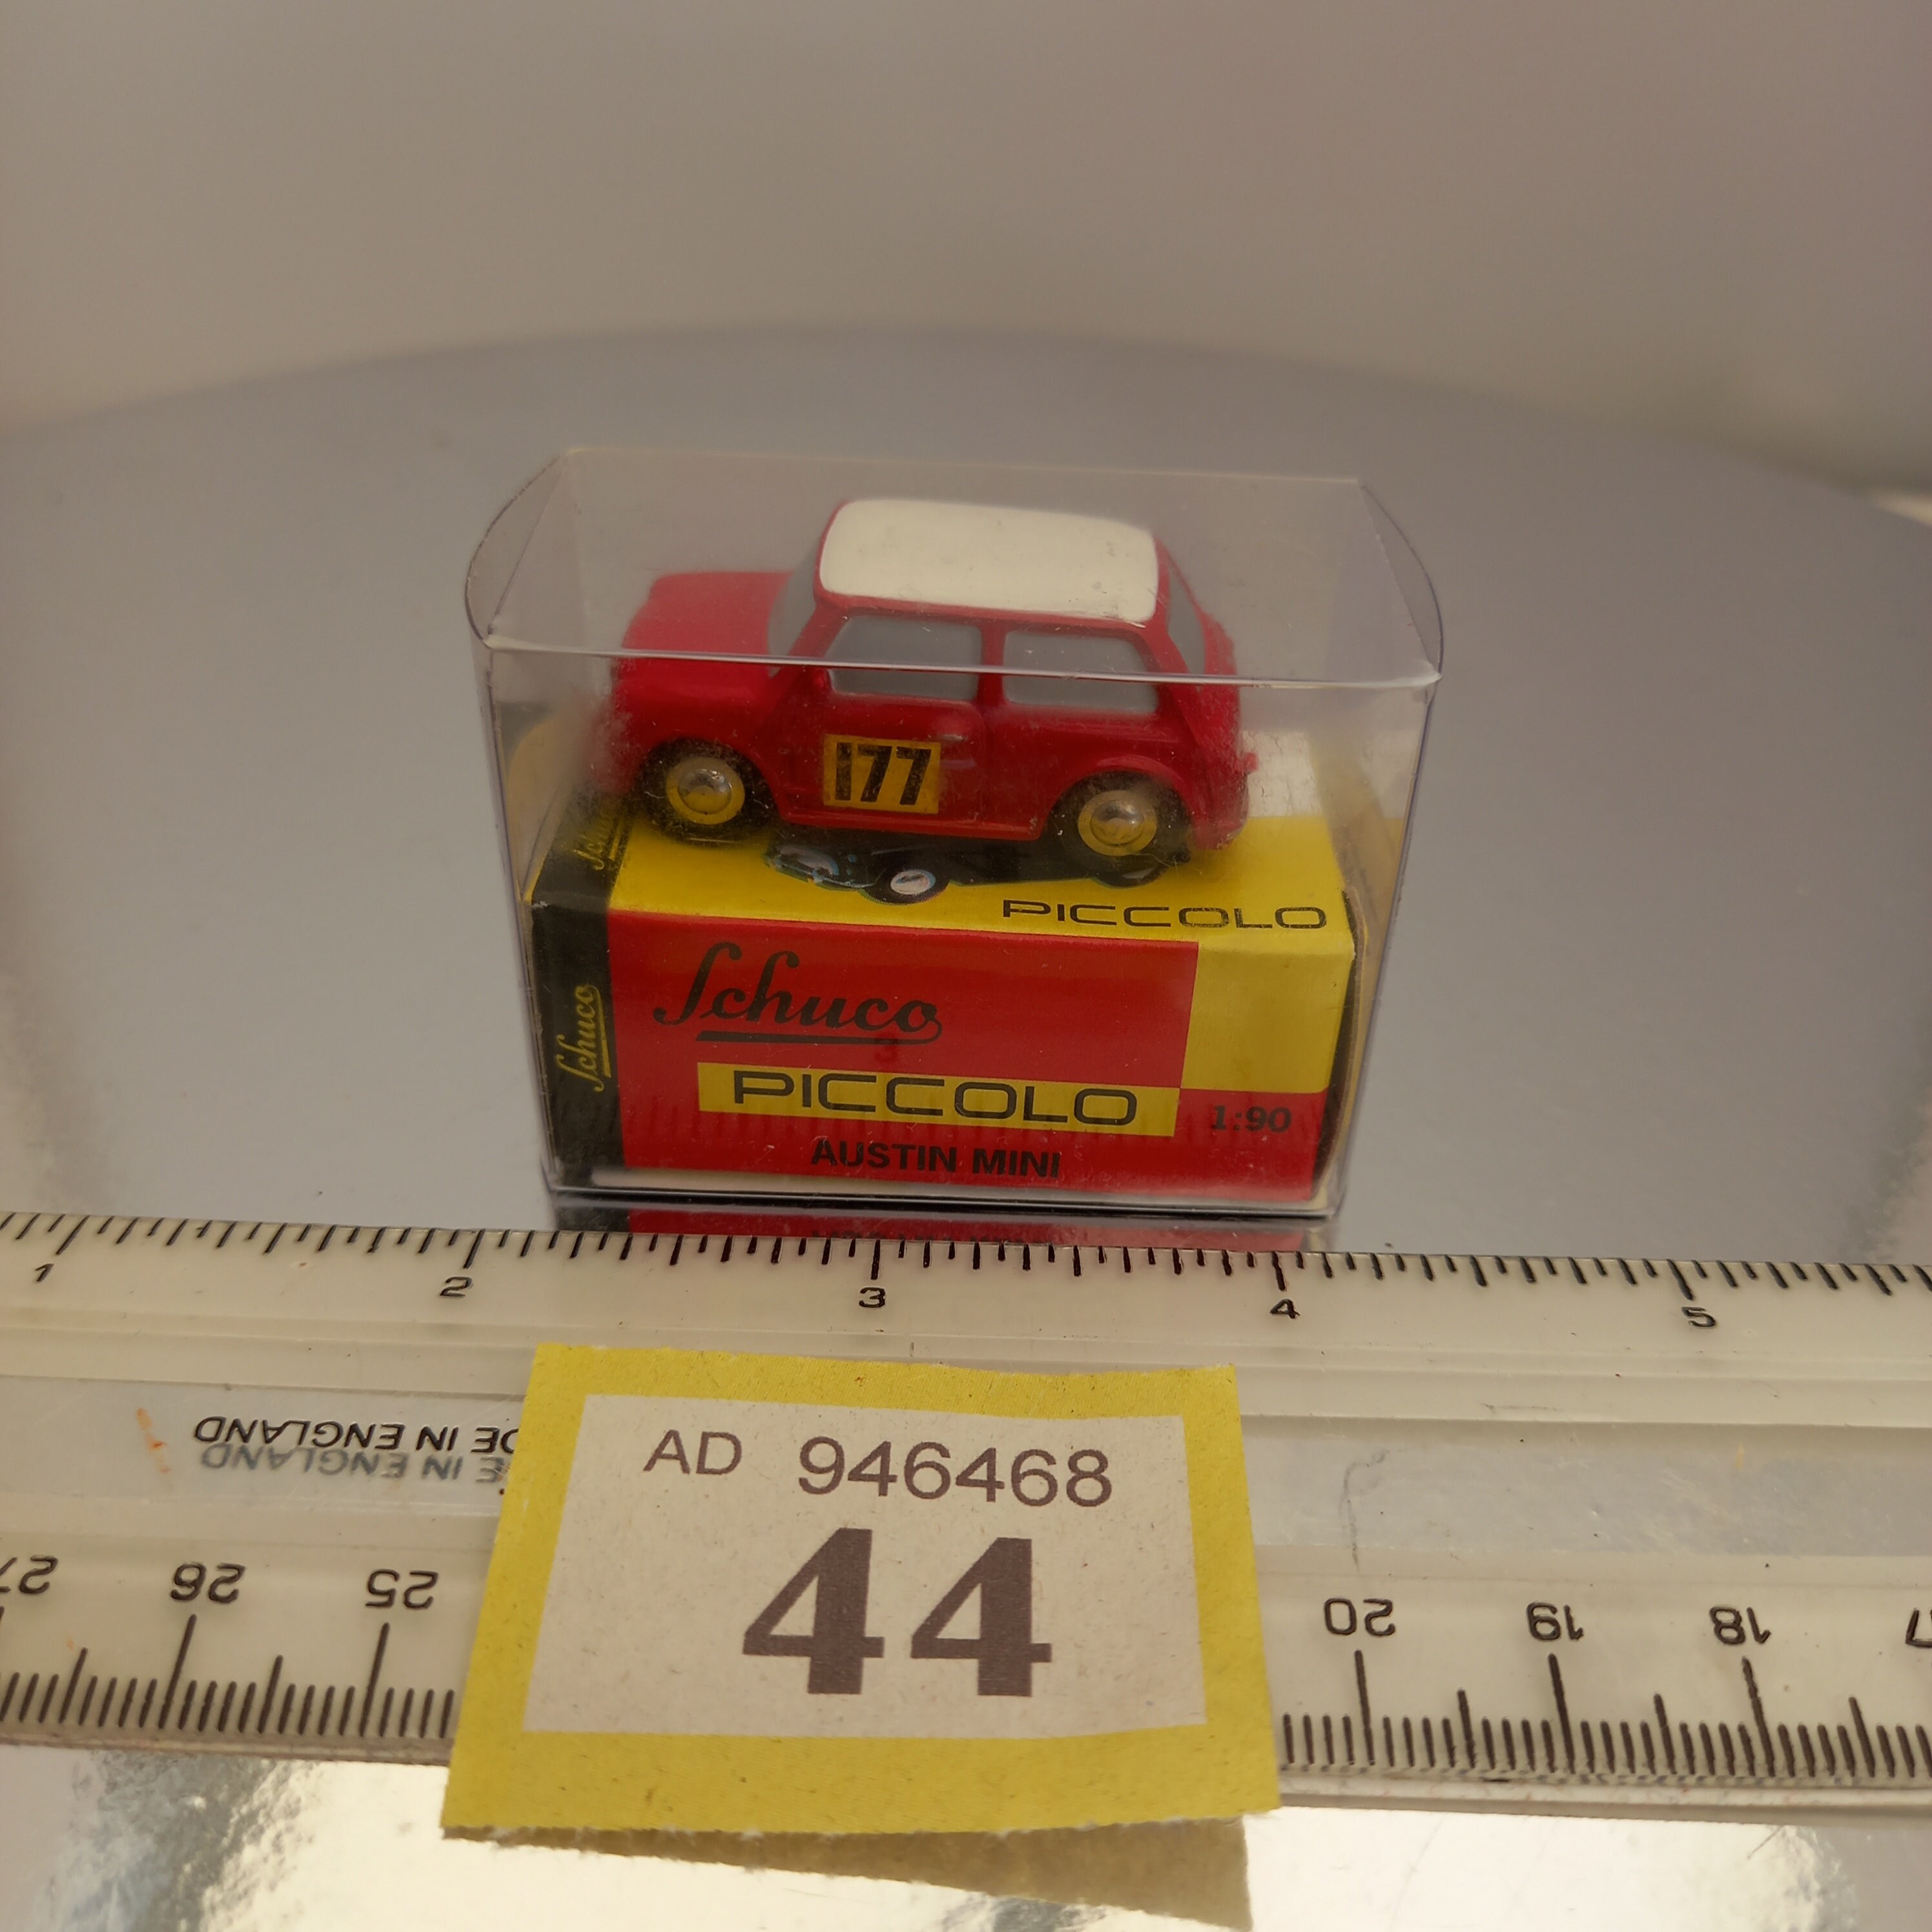 177
PICCOLO
Schuco
Schuco
Schuco
PICCOLO
1:90
AUSTIN MINI
1 2 3 4 5
DE IN ENGLAND
AD 946468
44
26 25 20 19 18